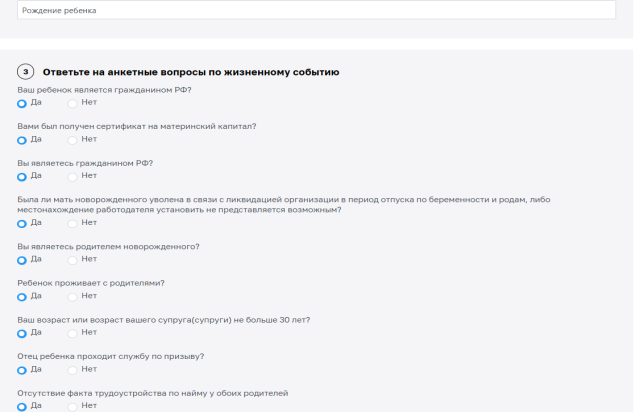 Рождение ребенка
3 Ответьте на анкетные вопросы по жизненному событию
Ваш ребенок является гражданином РФ?
Да Нет
Вами был получен сертификат на материнский капитал?
Да Нет
Вы являетесь гражданином РФ?
Да Нет
Была ли мать новорожденного уволена в связи с ликвидацией организации в период отпуска по беременности и родам, либо
местонахождение работодателя установить не представляется возможным?
Да Нет
Вы являетесь родителем новорожденного?
Да Нет
Ребенок проживает с родителями?
Да Нет
Ваш возраст или возраст вашего супруга(супруги) не больше 30 лет?
Да Нет
Отец ребенка проходит службу по призыву?
Да Нет
Отсутствие факта трудоустройства по найму у обоих родителей
Да Нет